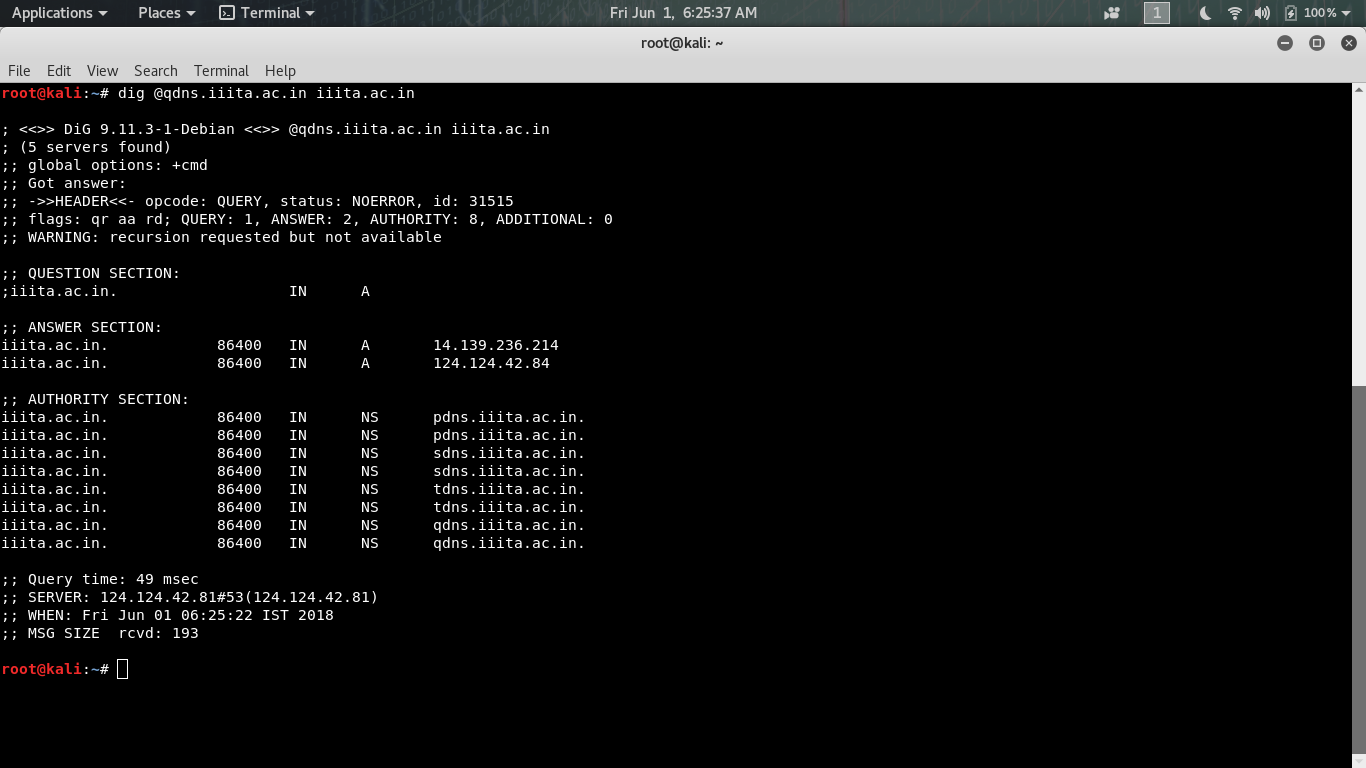 Applications Places Terminal Fri Jun 1, 6:25:37 AM 1 100%
root@kali: ~
File Edit View Search Terminal Help
root@kali:~# dig @qdns.iiita.ac.in iiita.ac.in

; <<>> DiG 9.11.3-1-Debian <<>> @qdns.iiita.ac.in iiita.ac.in
; (5 servers found)
;; global options: +cmd
;; Got answer:
;; ->>HEADER<<- opcode: QUERY, status: NOERROR, id: 31515
;; flags: qr aa rd; QUERY: 1, ANSWER: 2, AUTHORITY: 8, ADDITIONAL: 0
;; WARNING: recursion requested but not available

;; QUESTION SECTION:
;iiita.ac.in. IN A

;; ANSWER SECTION:
iiita.ac.in. 86400 IN A 14.139.236.214
iiita.ac.in. 86400 IN A 124.124.42.84

;; AUTHORITY SECTION:
iiita.ac.in. 86400 IN NS pdns.iiita.ac.in.
iiita.ac.in. 86400 IN NS pdns.iiita.ac.in.
iiita.ac.in. 86400 IN NS sdns.iiita.ac.in.
iiita.ac.in. 86400 IN NS sdns.iiita.ac.in.
iiita.ac.in. 86400 IN NS tdns.iiita.ac.in.
iiita.ac.in. 86400 IN NS tdns.iiita.ac.in.
iiita.ac.in. 86400 IN NS qdns.iiita.ac.in.
iiita.ac.in. 86400 IN NS qdns.iiita.ac.in.

;; Query time: 49 msec
;; SERVER: 124.124.42.81#53(124.124.42.81)
;; WHEN: Fri Jun 01 06:25:22 IST 2018
;; MSG SIZE rcvd: 193

root@kali:~#